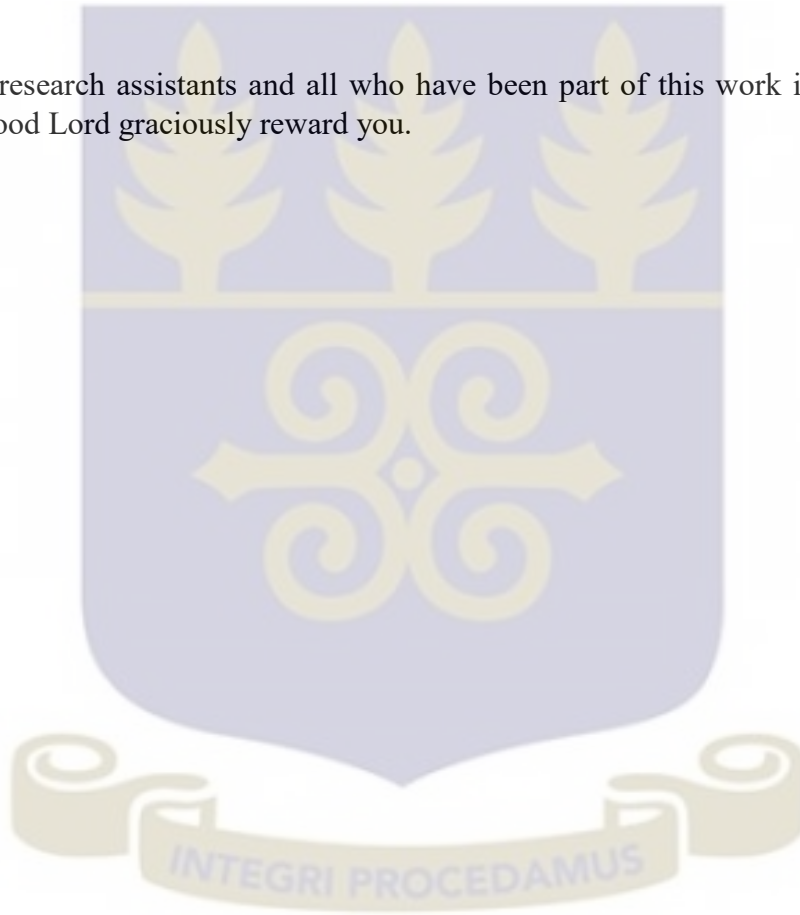 research assistants and all who have been part of this work
ood Lord graciously reward you.
INTEGRI PROCEDAMUS